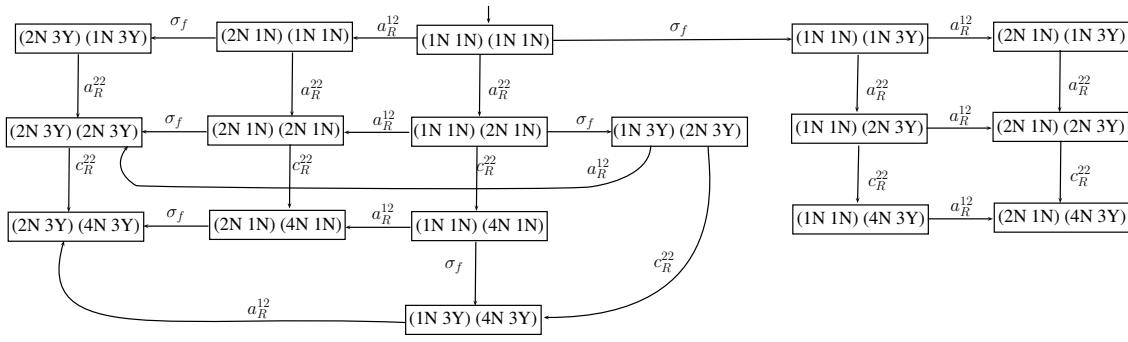 σ_f a_R^{12} σ_f a_R^{12}
(2N 3Y) (1N 3Y) (2N 1N) (1N 1N) (1N 1N) (1N 1N) (1N 1N) (1N 3Y) (2N 1N) (1N 3Y)
a_R^{22} a_R^{22} a_R^{22} a_R^{22} a_R^{22}
σ_f a_R^{12} σ_f a_R^{12}
(2N 3Y) (2N 3Y) (2N 1N) (2N 1N) (1N 1N) (2N 1N) (1N 3Y) (2N 3Y) (1N 1N) (2N 3Y) (2N 1N) (2N 3Y)
c_R^{22} c_R^{22} c_R^{22} a_R^{12} c_R^{22} c_R^{22}
σ_f a_R^{12} a_R^{12}
(2N 3Y) (4N 3Y) (2N 1N) (4N 1N) (1N 1N) (4N 1N) (1N 1N) (4N 3Y) (2N 1N) (4N 3Y)
σ_f c_R^{22}
a_R^{12}
(1N 3Y) (4N 3Y)